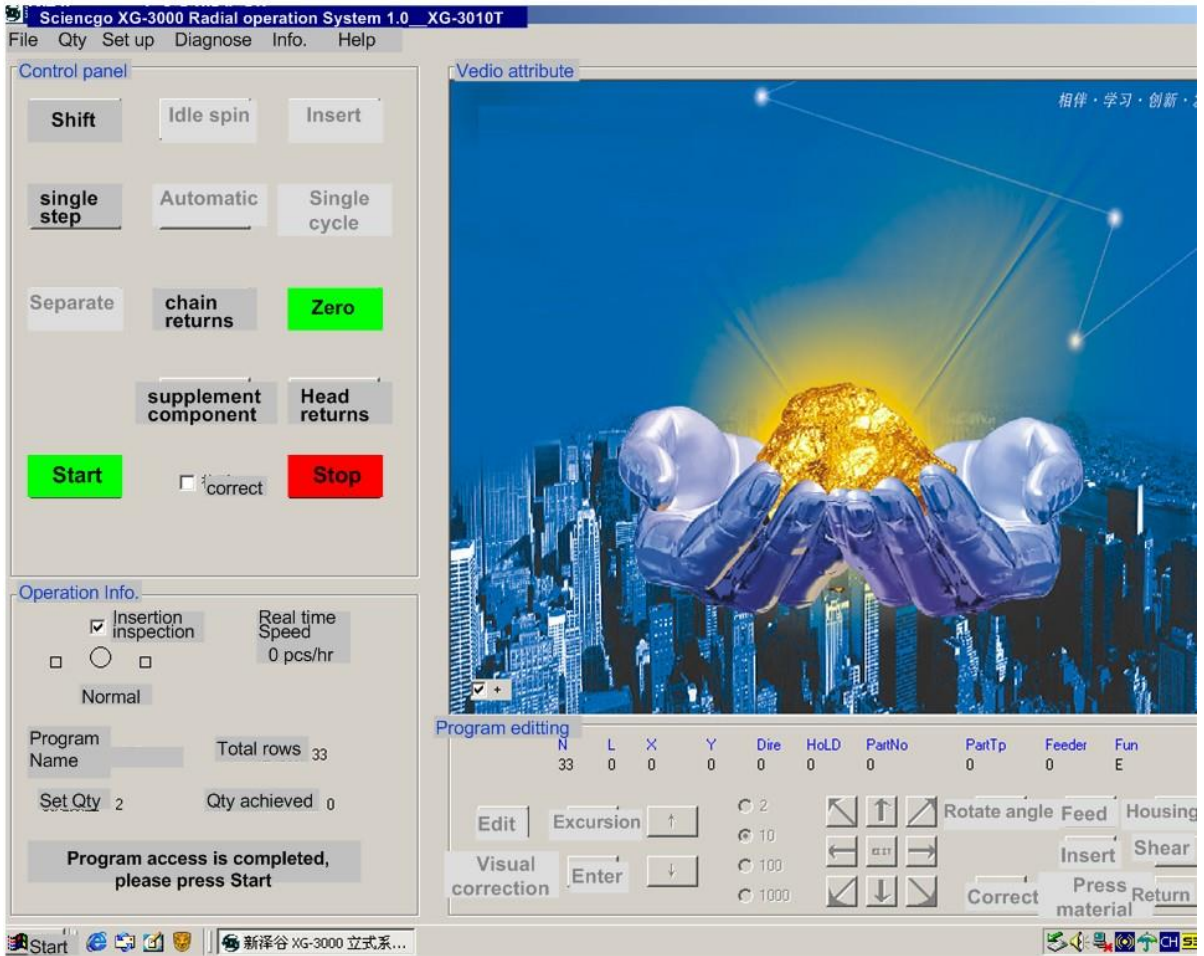 Sciencgo XG-3000 Radial operation System 1.0__XG-3010T
File Qty Set up Diagnose Info. Help
Control panel
Shift
Idle spin
Insert
single
step
Automatic
Single
cycle
Separate
chain
returns
Zero
supplement
component
Head
returns
Start
correct
Stop
Operation Info.
Insertion
inspection
Real time
Speed
0 pcs/hr
Normal
Program
Name
Total rows 33
Set Qty 2
Qty achieved 0
Program access is completed,
please press Start
Vedio attribute
相伴·学习·创新·
+
Program editting
N L X Y Dire HoLD PartNo PartTp Feeder Fun
33 0 0 0 0 0 0 0 0 E
Edit
Excursion
↑
2
10
100
1000
Visual
correction
Enter
↓
EXIT
Rotate angle
Feed
Housing
Insert
Shear
Correct
Press
material
Return
Start
新泽谷 XG-3000 立式系...
CH